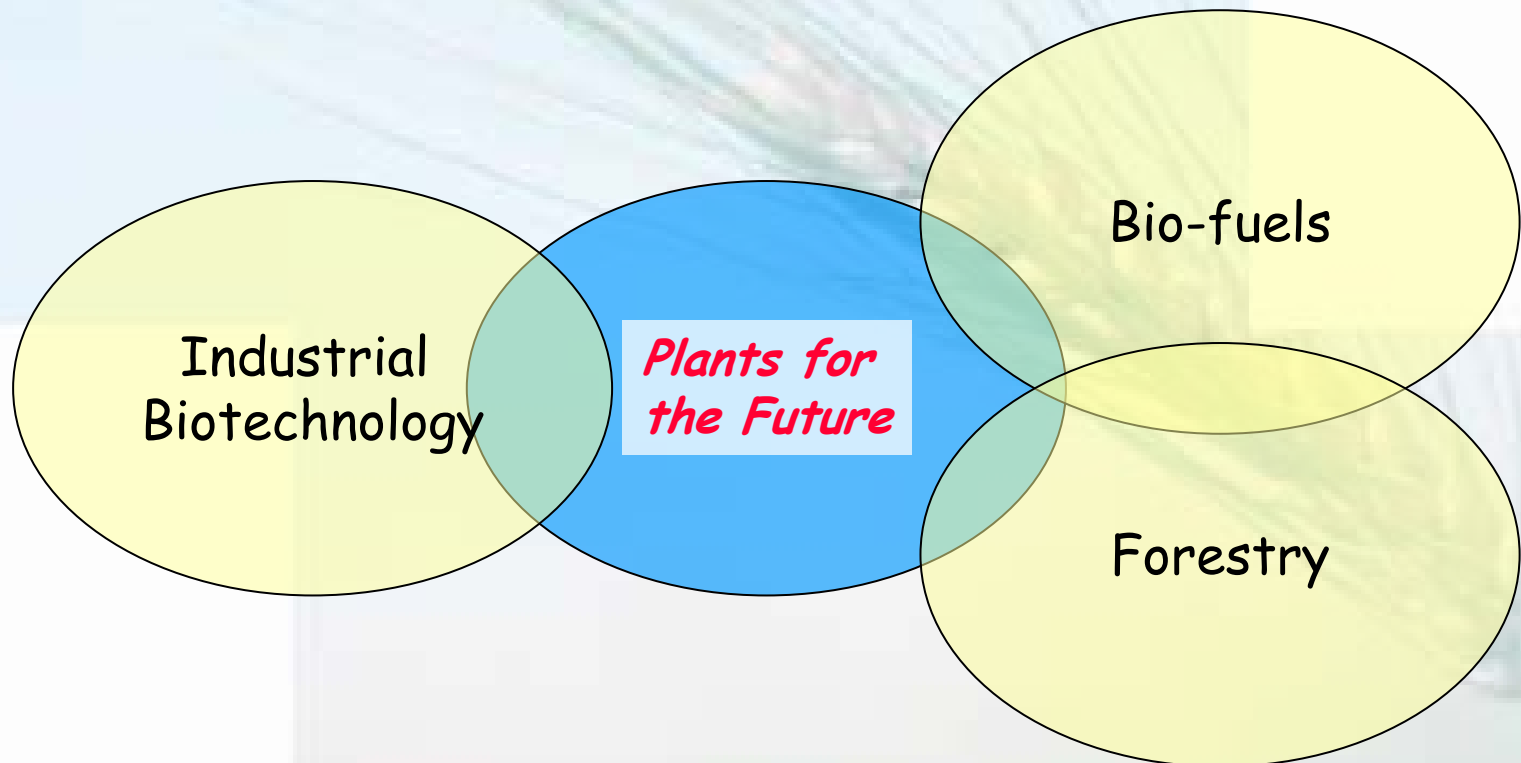 Bio-fuels
Industrial
Biotechnology
Plants for
the Future
Forestry